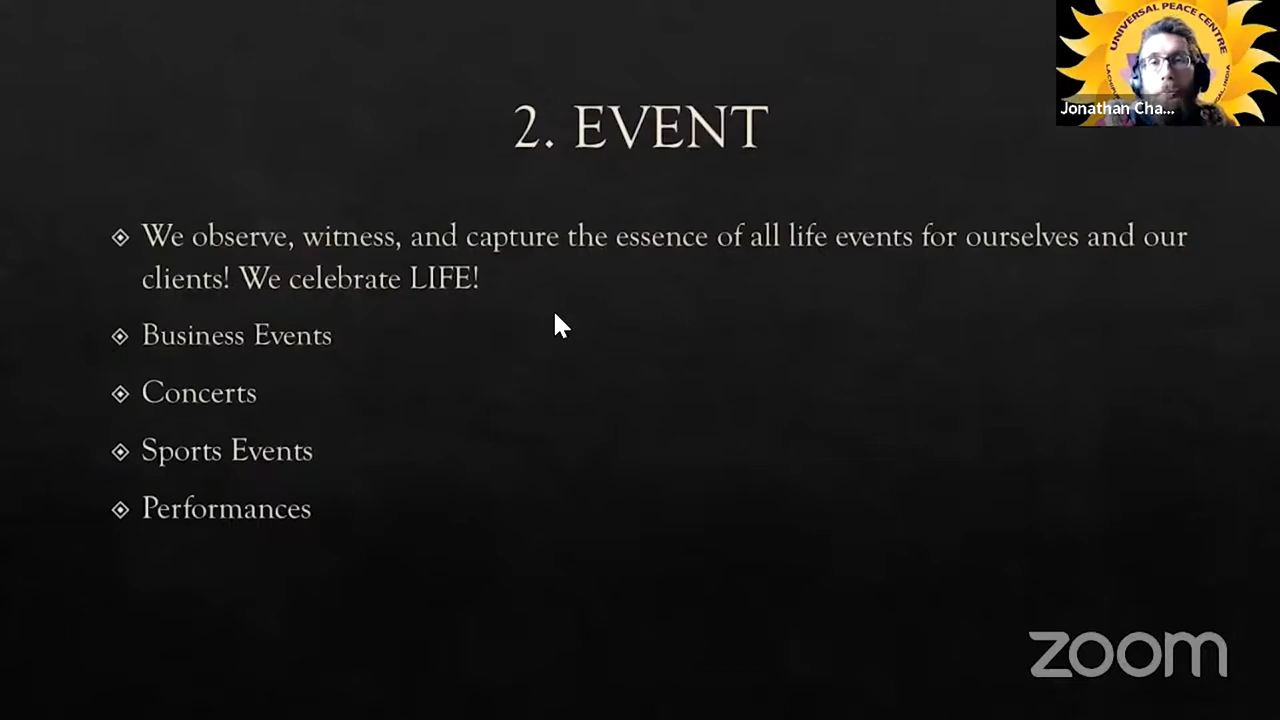 UNIVERSAL PEACE CENTRE
Jonathan Cha...
2. EVENT
We observe, witness, and capture the essence of all life events for ourselves and our
clients! We celebrate LIFE!
Business Events
Concerts
Sports Events
Performances
zoom